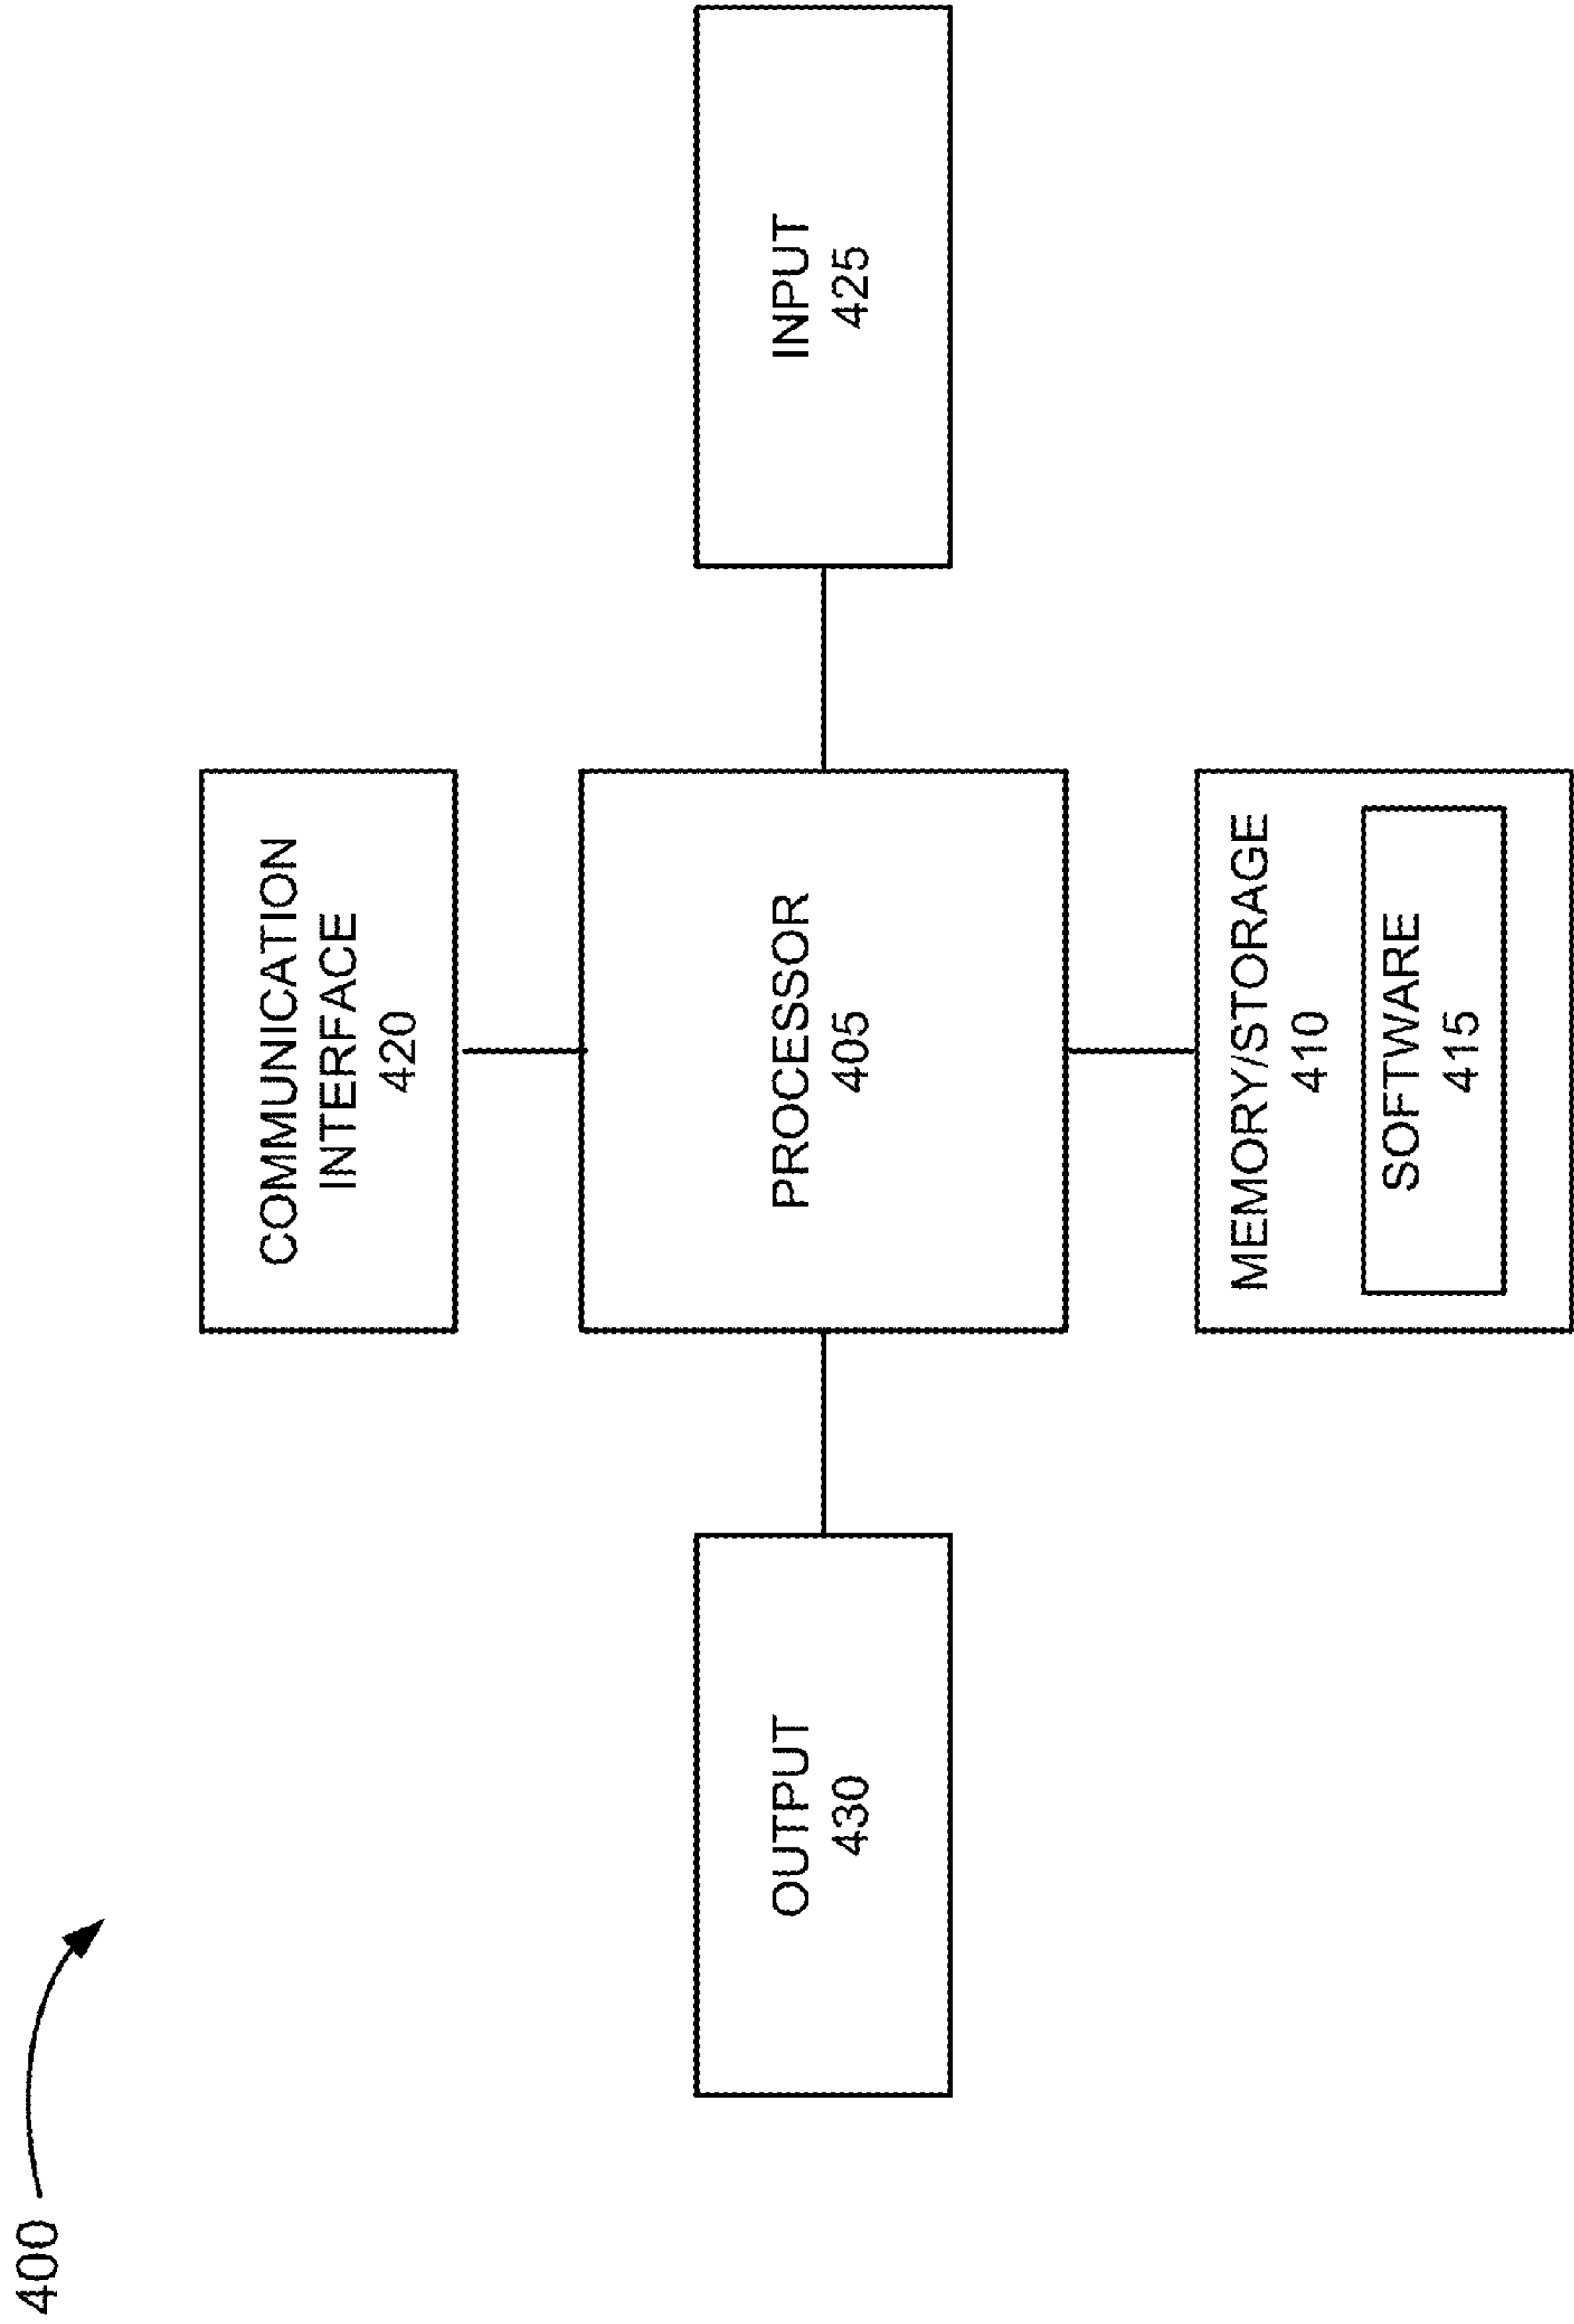 400
COMMUNICATION
INTERFACE
420
OUTPUT
430
PROCESSOR
405
INPUT
425
MEMORY/STORAGE
410
SOFTWARE
415